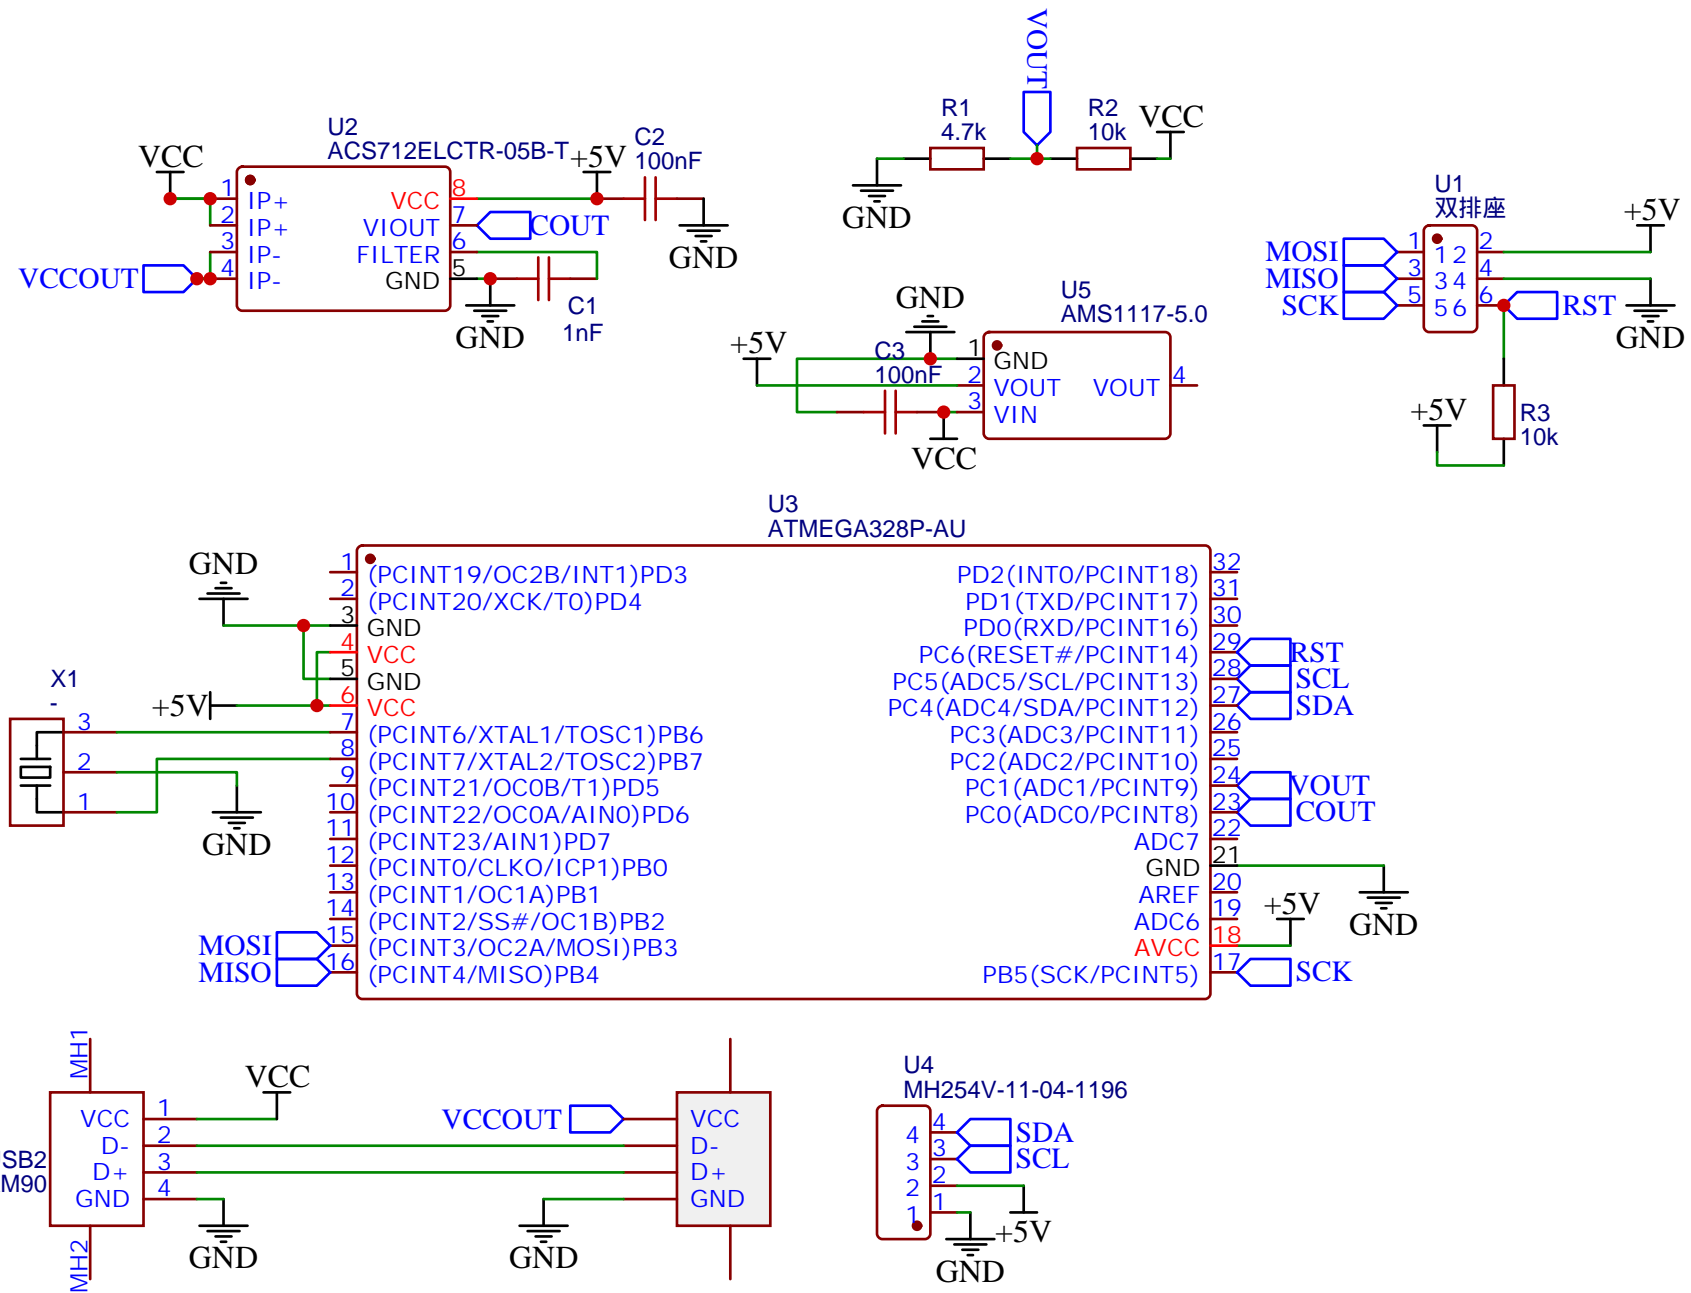 U2
ACS712ELCTR-05B-T
VCC
1
IP+
2
IP+
3
IP-
4
IP-
VCCOUT
VCC
8
VIOUT
7
FILTER
6
GND
5
COUT
+5V
C2
100nF
GND
C1
1nF
GND
VOUT
R1
4.7k
R2
10k
VCC
GND
U5
AMS1117-5.0
GND
+5V
C3
100nF
1
GND
2
VOUT
3
VIN
VOUT
4
VCC
U1
双排座
MOSI
1
MISO
3
SCK
5
1 2
3 4
5 6
2
4
6
+5V
GND
RST
R3
10k
+5V
U3
ATMEGA328P-AU
GND
+5V
1
(PCINT19/OC2B/INT1)PD3
2
(PCINT20/XCK/T0)PD4
3
GND
4
VCC
5
GND
6
VCC
7
(PCINT6/XTAL1/TOSC1)PB6
8
(PCINT7/XTAL2/TOSC2)PB7
9
(PCINT21/OC0B/T1)PD5
10
(PCINT22/OC0A/AIN0)PD6
11
(PCINT23/AIN1)PD7
12
(PCINT0/CLKO/ICP1)PB0
13
(PCINT1/OC1A)PB1
14
(PCINT2/SS#/OC1B)PB2
MOSI
15
(PCINT3/OC2A/MOSI)PB3
MISO
16
(PCINT4/MISO)PB4
PD2(INT0/PCINT18)
32
PD1(TXD/PCINT17)
31
PD0(RXD/PCINT16)
30
PC6(RESET#/PCINT14)
29
RST
PC5(ADC5/SCL/PCINT13)
28
SCL
PC4(ADC4/SDA/PCINT12)
27
SDA
PC3(ADC3/PCINT11)
26
PC2(ADC2/PCINT10)
25
PC1(ADC1/PCINT9)
24
VOUT
PC0(ADC0/PCINT8)
23
COUT
ADC7
22
GND
21
AREF
20
ADC6
19
AVCC
18
PB5(SCK/PCINT5)
17
SCK
+5V
GND
X1
-
3
2
1
GND
MH1
SB2
M90
VCC
1
D-
2
D+
3
GND
4
MH2
VCC
GND
VCCOUT
VCC
D-
D+
GND
GND
U4
MH254V-11-04-1196
4
4
SDA
3
3
SCL
2
2
1
1
+5V
GND